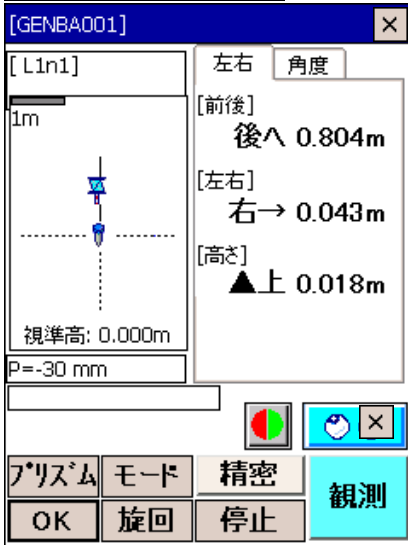 [GENBA001]
[ L1n1]
左右
角度
1m
[前後]
後へ 0.804m
[左右]
右→ 0.043m
[高さ]
▲上 0.018m
視準高: 0.000m
P=-30 mm
ﾌﾟﾘｽﾞﾑ
モード
精密
観測
OK
旋回
停止